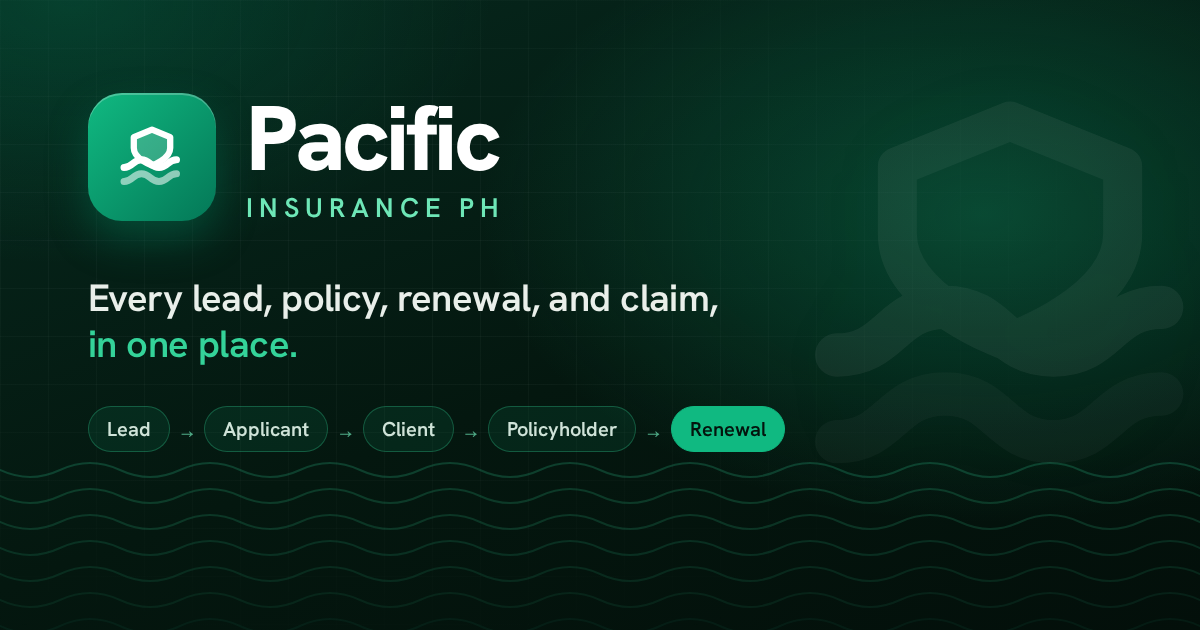 Pacific
INSURANCE PH
Every lead, policy, renewal, and claim,
in one place.
Lead → Applicant → Client → Policyholder → Renewal